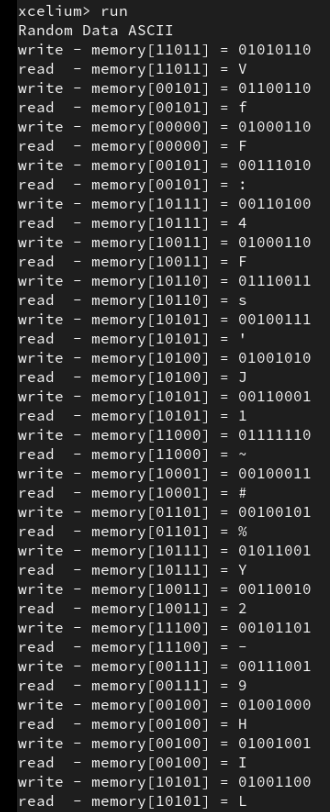 xcelium> run
Random Data ASCII
write - memory[11011] = 01010110
read  - memory[11011] = V
write - memory[00101] = 01100110
read  - memory[00101] = f
write - memory[00000] = 01000110
read  - memory[00000] = F
write - memory[00101] = 00111010
read  - memory[00101] = :
write - memory[10111] = 00110100
read  - memory[10111] = 4
write - memory[10011] = 01000110
read  - memory[10011] = F
write - memory[10110] = 01110011
read  - memory[10110] = s
write - memory[10101] = 00100111
read  - memory[10101] = '
write - memory[10100] = 01001010
read  - memory[10100] = J
write - memory[10101] = 00110001
read  - memory[10101] = 1
write - memory[11000] = 01111110
read  - memory[11000] = ~
write - memory[10001] = 00100011
read  - memory[10001] = #
write - memory[01101] = 00100101
read  - memory[01101] = %
write - memory[10111] = 01011001
read  - memory[10111] = Y
write - memory[10011] = 00110010
read  - memory[10011] = 2
write - memory[11100] = 00101101
read  - memory[11100] = -
write - memory[00111] = 00111001
read  - memory[00111] = 9
write - memory[00100] = 01001000
read  - memory[00100] = H
write - memory[00100] = 01001001
read  - memory[00100] = I
write - memory[10101] = 01001100
read  - memory[10101] = L